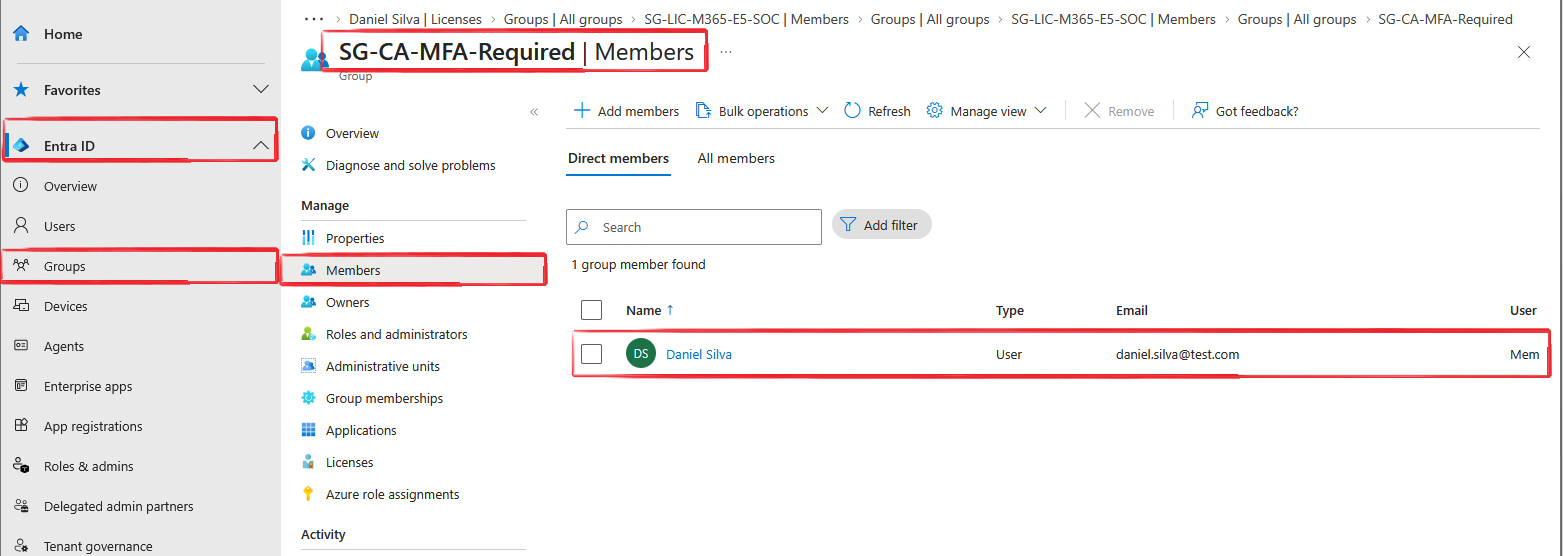 ··· > Daniel Silva | Licenses > Groups | All groups > SG-LIC-M365-E5-SOC | Members > Groups | All groups > SG-LIC-M365-E5-SOC | Members > Groups | All groups > SG-CA-MFA-Required
SG-CA-MFA-Required | Members ···
Group
Home
Favorites
Entra ID
Overview
Users
Groups
Devices
Agents
Enterprise apps
App registrations
Roles & admins
Delegated admin partners
Tenant governance
«
Overview
Diagnose and solve problems
Manage
Properties
Members
Owners
Roles and administrators
Administrative units
Group memberships
Applications
Licenses
Azure role assignments
Activity
Add members Bulk operations Refresh Manage view Remove Got feedback?
Direct members All members
Search Add filter
1 group member found
Name ↑ Type Email User
DS Daniel Silva User daniel.silva@test.com Mem